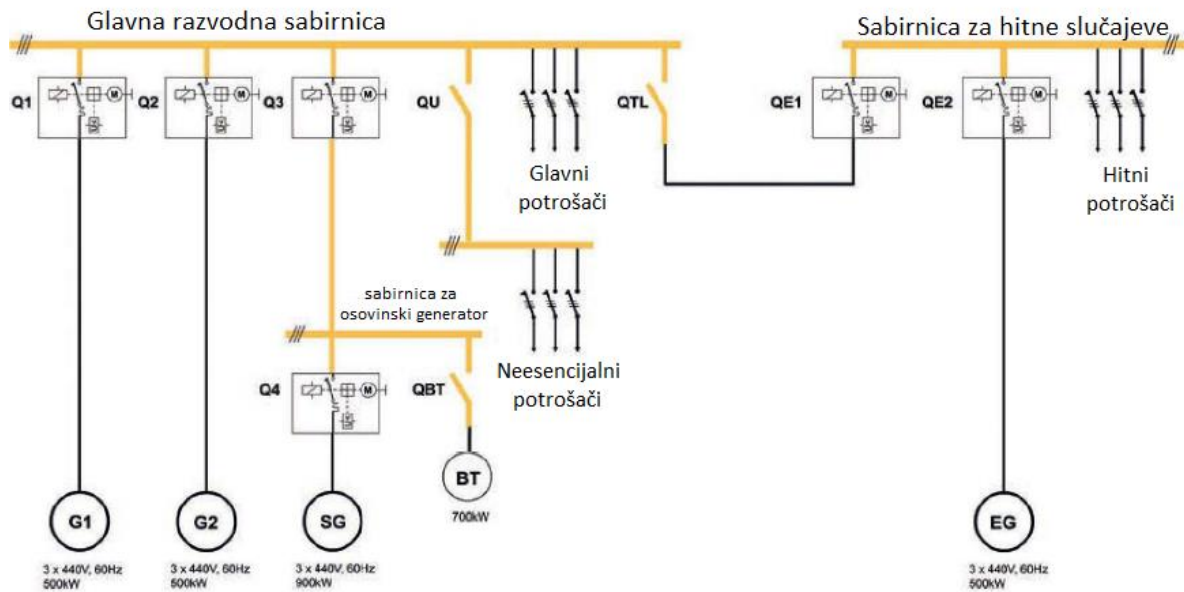 Glavna razvodna sabirnica
Sabirnica za hitne slučajeve
Q1
Q2
Q3
QU
QTL
QE1
QE2
M
M
M
M
M
Glavni
potrošači
Hitni
potrošači
sabirnica za
osovinski generator
Q4
M
QBT
Neesencijalni
potrošači
BT
700kW
G1
G2
SG
EG
3 x 440V, 60Hz
500kW
3 x 440V, 60Hz
500kW
3 x 440V, 60Hz
900kW
3 x 440V, 60Hz
500kW